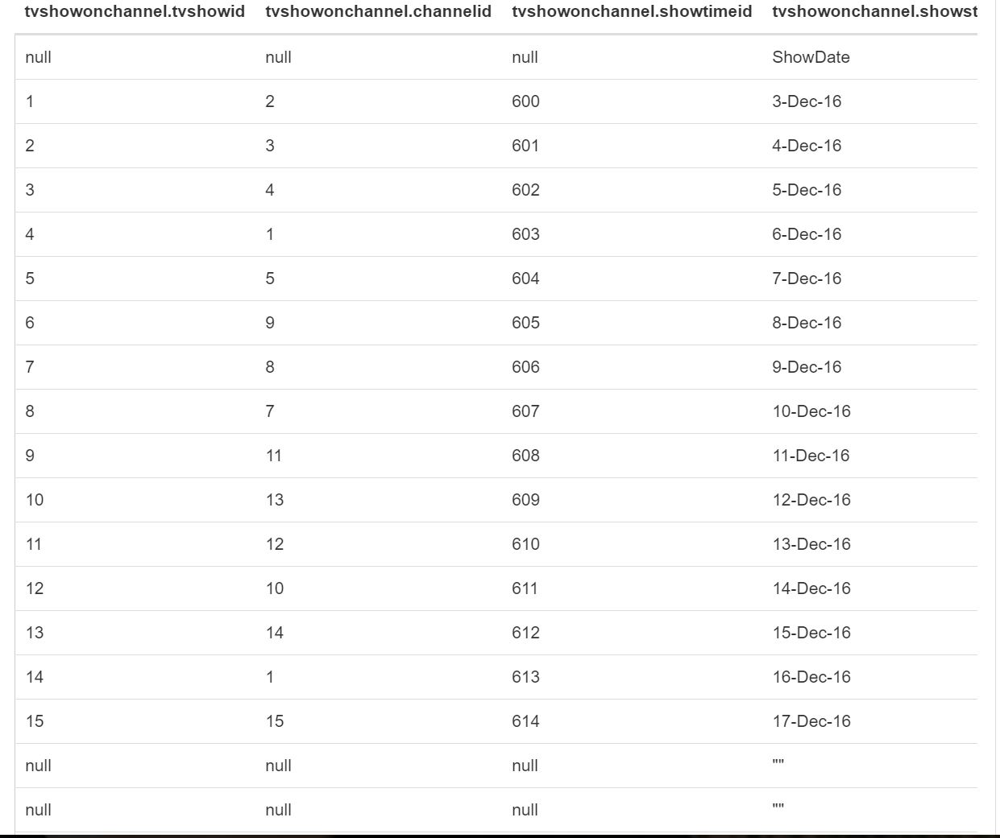 tvshowonchannel.tvshowid tvshowonchannel.channelid tvshowonchannel.showtimeid tvshowonchannel.showst
null null null ShowDate
1 2 600 3-Dec-16
2 3 601 4-Dec-16
3 4 602 5-Dec-16
4 1 603 6-Dec-16
5 5 604 7-Dec-16
6 9 605 8-Dec-16
7 8 606 9-Dec-16
8 7 607 10-Dec-16
9 11 608 11-Dec-16
10 13 609 12-Dec-16
11 12 610 13-Dec-16
12 10 611 14-Dec-16
13 14 612 15-Dec-16
14 1 613 16-Dec-16
15 15 614 17-Dec-16
null null null ""
null null null ""